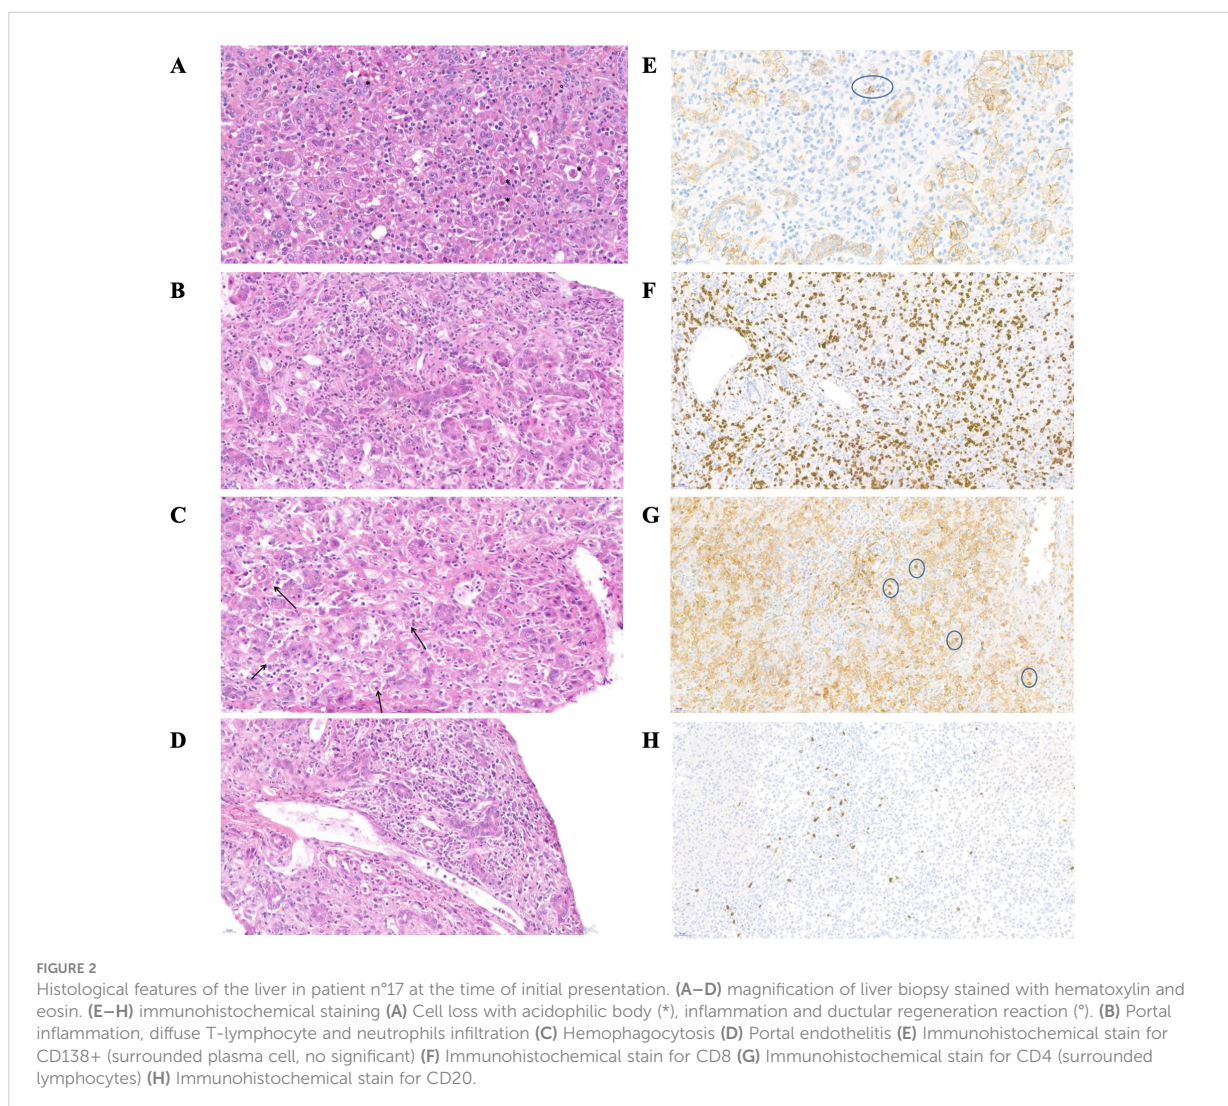 A
E
B
F
C
G
D
H
FIGURE 2
Histological features of the liver in patient n°17 at the time of initial presentation. (A–D) magnification of liver biopsy stained with hematoxylin and
eosin. (E–H) immunohistochemical staining (A) Cell loss with acidophilic body (*), inflammation and ductular regeneration reaction (°). (B) Portal
inflammation, diffuse T-lymphocyte and neutrophils infiltration (C) Hemophagocytosis (D) Portal endothelitis (E) Immunohistochemical stain for
CD138+ (surrounded plasma cell, no significant) (F) Immunohistochemical stain for CD8 (G) Immunohistochemical stain for CD4 (surrounded
lymphocytes) (H) Immunohistochemical stain for CD20.